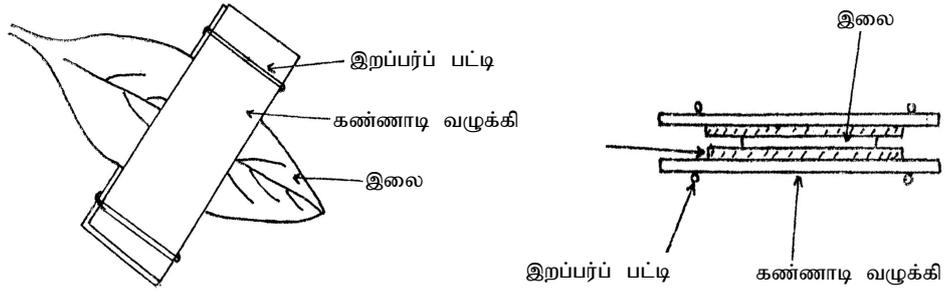 இறப்பர்ப் பட்டி
கண்ணாடி வழுக்கி
இலை
இலை
இறப்பர்ப் பட்டி
கண்ணாடி வழுக்கி